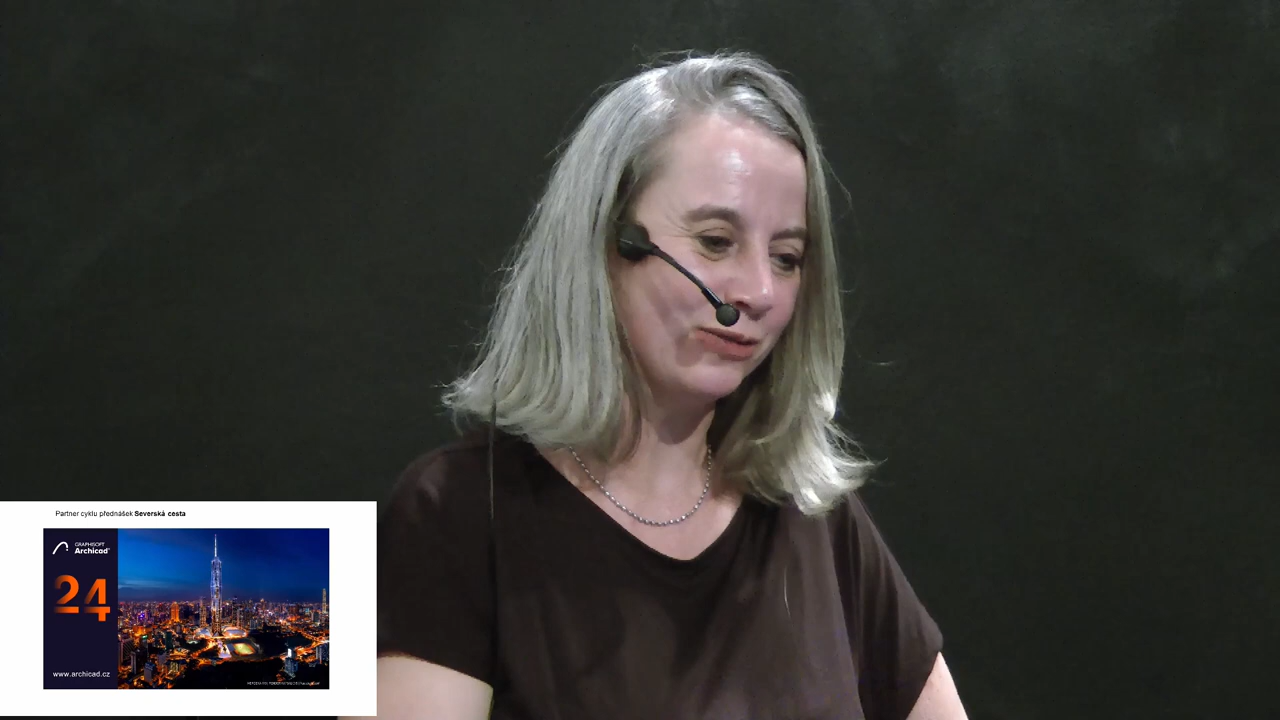 Partner cyklu přednášek Severská cesta
GRAPHISOFT
Archicad
24
www.archicad.cz